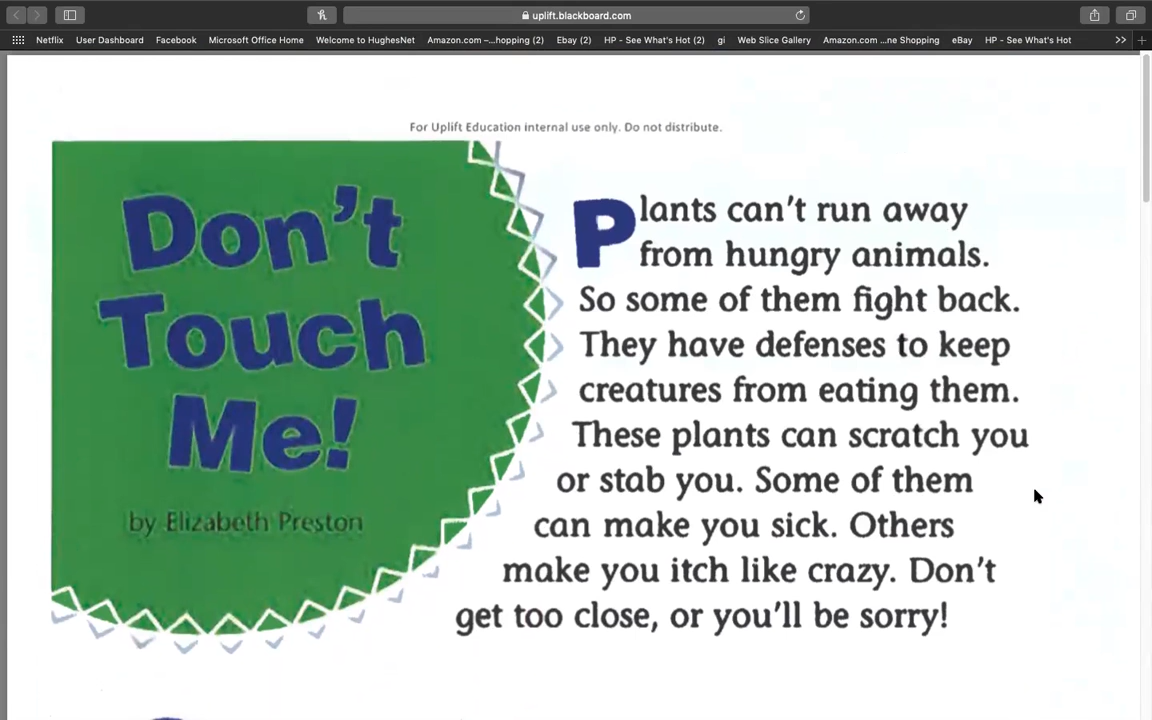 uplift.blackboard.com
Netflix User Dashboard Facebook Microsoft Office Home Welcome to HughesNet Amazon.com –...hopping (2) Ebay (2) HP - See What's Hot (2) gi Web Slice Gallery Amazon.com ...ne Shopping eBay HP - See What's Hot >> +
For Uplift Education internal use only. Do not distribute.
Don't
Touch
Me!
by Elizabeth Preston
Plants can't run away
from hungry animals.
So some of them fight back.
They have defenses to keep
creatures from eating them.
These plants can scratch you
or stab you. Some of them
can make you sick. Others
make you itch like crazy. Don't
get too close, or you'll be sorry!